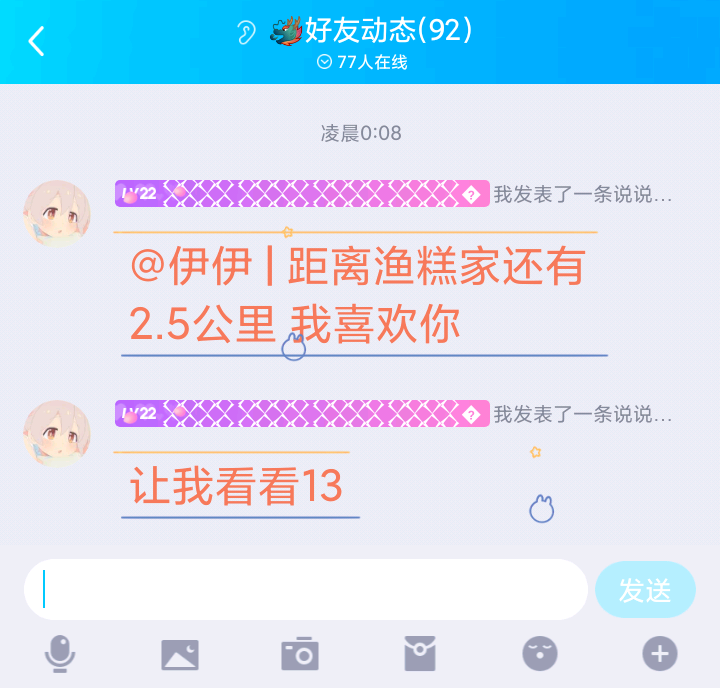 好友动态(92)
77人在线
凌晨0:08
LV22 ? 我发表了一条说说...
@伊伊 | 距离渔糕家还有
2.5公里 我喜欢你
LV22 ? 我发表了一条说说...
让我看看13
发送